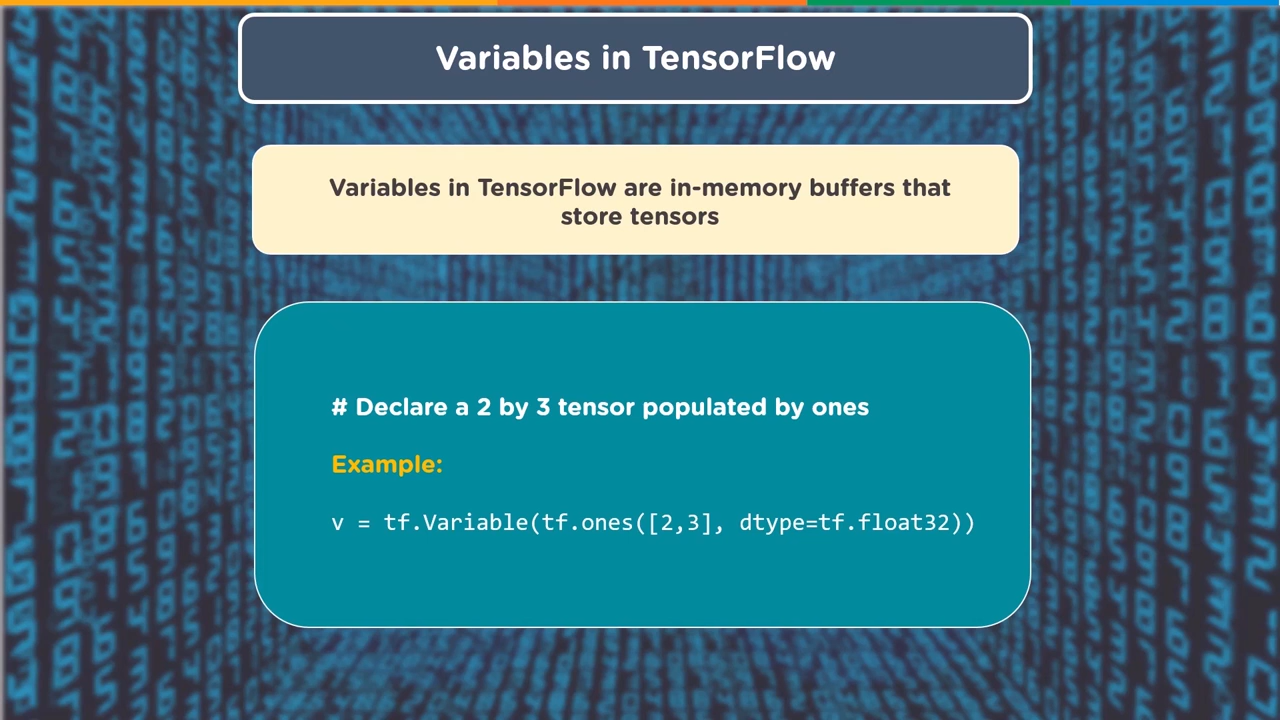 Variables in TensorFlow
Variables in TensorFlow are in-memory buffers that
store tensors
# Declare a 2 by 3 tensor populated by ones
Example:
v = tf.Variable(tf.ones([2,3], dtype=tf.float32))